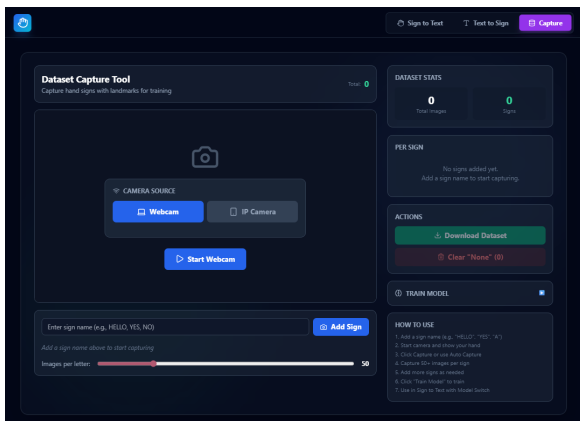 Sign to Text
Text to Sign
Capture
Dataset Capture Tool
Capture hand signs with landmarks for training
Total: 0
CAMERA SOURCE
Webcam
IP Camera
Start Webcam
Enter sign name (e.g., HELLO, YES, NO)
Add Sign
Add a sign name above to start capturing
Images per letter:
50
DATASET STATS
0
Total Images
0
Signs
PER SIGN
No signs added yet.
Add a sign name to start capturing.
ACTIONS
Download Dataset
Clear "None" (0)
TRAIN MODEL
HOW TO USE
1. Add a sign name (e.g., "HELLO", "YES", "A")
2. Start camera and show your hand
3. Click Capture or use Auto Capture
4. Capture 50+ images per sign
5. Add more signs as needed
6. Click "Train Model" to train
7. Use in Sign to Text with Model Switch